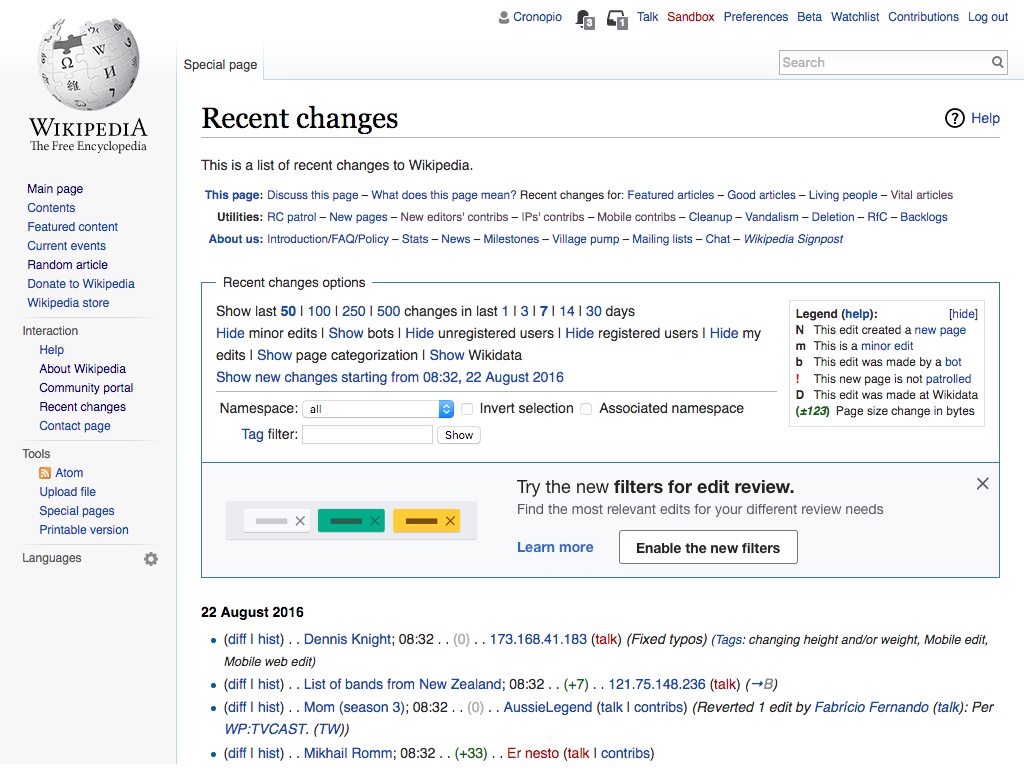 Cronopio 3 1 Talk Sandbox Preferences Beta Watchlist Contributions Log out
Special page
Search
WIKIPEDIA
The Free Encyclopedia
Main page
Contents
Featured content
Current events
Random article
Donate to Wikipedia
Wikipedia store
Interaction
Help
About Wikipedia
Community portal
Recent changes
Contact page
Tools
Atom
Upload file
Special pages
Printable version
Languages
Recent changes
Help
This is a list of recent changes to Wikipedia.
This page: Discuss this page – What does this page mean? Recent changes for: Featured articles – Good articles – Living people – Vital articles
Utilities: RC patrol – New pages – New editors' contribs – IPs' contribs – Mobile contribs – Cleanup – Vandalism – Deletion – RfC – Backlogs
About us: Introduction/FAQ/Policy – Stats – News – Milestones – Village pump – Mailing lists – Chat – Wikipedia Signpost
Recent changes options
Show last 50 | 100 | 250 | 500 changes in last 1 | 3 | 7 | 14 | 30 days
Hide minor edits | Show bots | Hide unregistered users | Hide registered users | Hide my
edits | Show page categorization | Show Wikidata
Show new changes starting from 08:32, 22 August 2016
Namespace: all Invert selection Associated namespace
Tag filter: Show
Legend (help): [hide]
N This edit created a new page
m This is a minor edit
b This edit was made by a bot
! This new page is not patrolled
D This edit was made at Wikidata
(±123) Page size change in bytes
Try the new filters for edit review.
Find the most relevant edits for your different review needs
Learn more Enable the new filters
22 August 2016
(diff | hist) . . Dennis Knight; 08:32 . . (0) . . 173.168.41.183 (talk) (Fixed typos) (Tags: changing height and/or weight, Mobile edit,
Mobile web edit)
(diff | hist) . . List of bands from New Zealand; 08:32 . . (+7) . . 121.75.148.236 (talk) (→B)
(diff | hist) . . Mom (season 3); 08:32 . . (0) . . AussieLegend (talk | contribs) (Reverted 1 edit by Fabrício Fernando (talk): Per
WP:TVCAST. (TW))
(diff | hist) . . Mikhail Romm; 08:32 . . (+33) . . Er nesto (talk | contribs)